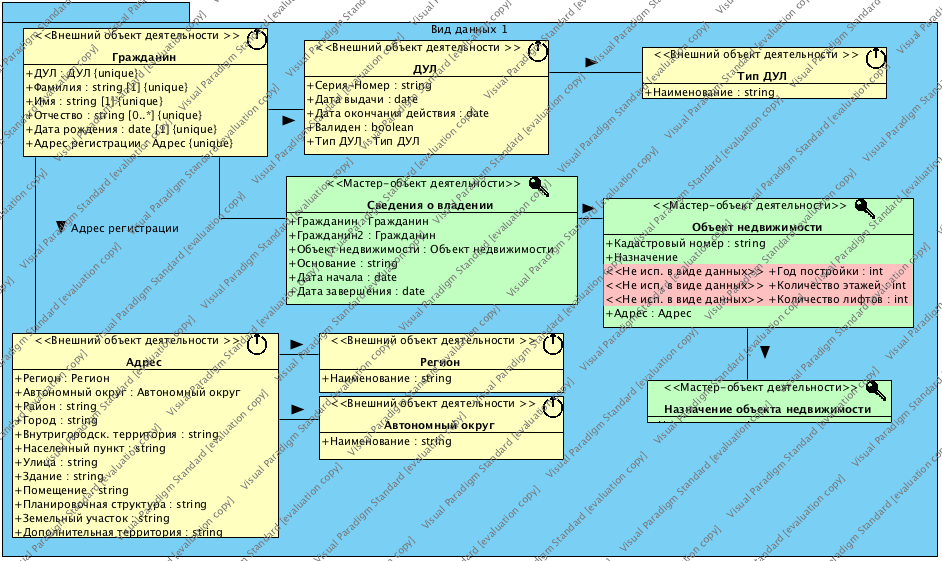 Вид данных 1
<<Внешний объект деятельности >>
Гражданин
+ДУЛ : ДУЛ {unique}
+Фамилия : string [1] {unique}
+Имя : string [1] {unique}
+Отчество : string [0..*] {unique}
+Дата рождения : date [1] {unique}
+Адрес регистрации : Адрес {unique}
<<Внешний объект деятельности >>
ДУЛ
+Серия-Номер : string
+Дата выдачи : date
+Дата окончания действия : date
+Валиден : boolean
+Тип ДУЛ : Тип ДУЛ
<<Внешний объект деятельности >>
Тип ДУЛ
+Наименование : string
<<Мастер-объект деятельности>>
Сведения о владении
+Гражданин : Гражданин
+Гражданин2 : Гражданин
+Объект недвижимости : Объект недвижимости
+Основание : string
+Дата начала : date
+Дата завершения : date
<<Мастер-объект деятельности>>
Объект недвижимости
+Кадастровый номер : string
+Назначение
<<Не исп. в виде данных>> +Год постройки : int
<<Не исп. в виде данных>> +Количество этажей : int
<<Не исп. в виде данных>> +Количество лифтов : int
+Адрес : Адрес
Адрес регистрации
<<Внешний объект деятельности >>
Адрес
+Регион : Регион
+Автономный округ : Автономный округ
+Район : string
+Город : string
+Внутригородск. территория : string
+Населенный пункт : string
+Улица : string
+Здание : string
+Помещение : string
+Планировочная структура : string
+Земельный участок : string
+Дополнительная территория : string
<<Внешний объект деятельности >>
Регион
+Наименование : string
<<Внешний объект деятельности >>
Автономный округ
+Наименование : string
<<Мастер-объект деятельности>>
Назначение объекта недвижимости
Visual Paradigm Standard [evaluation copy]